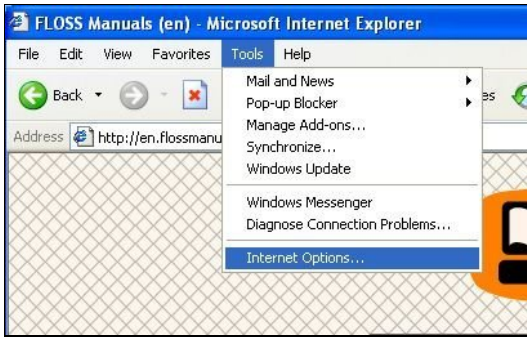 FLOSS Manuals (en) - Microsoft Internet Explorer
File Edit View Favorites Tools Help
Back
Address http://en.flossmanu
Mail and News
Pop-up Blocker
Manage Add-ons...
Synchronize...
Windows Update
Windows Messenger
Diagnose Connection Problems...
Internet Options...